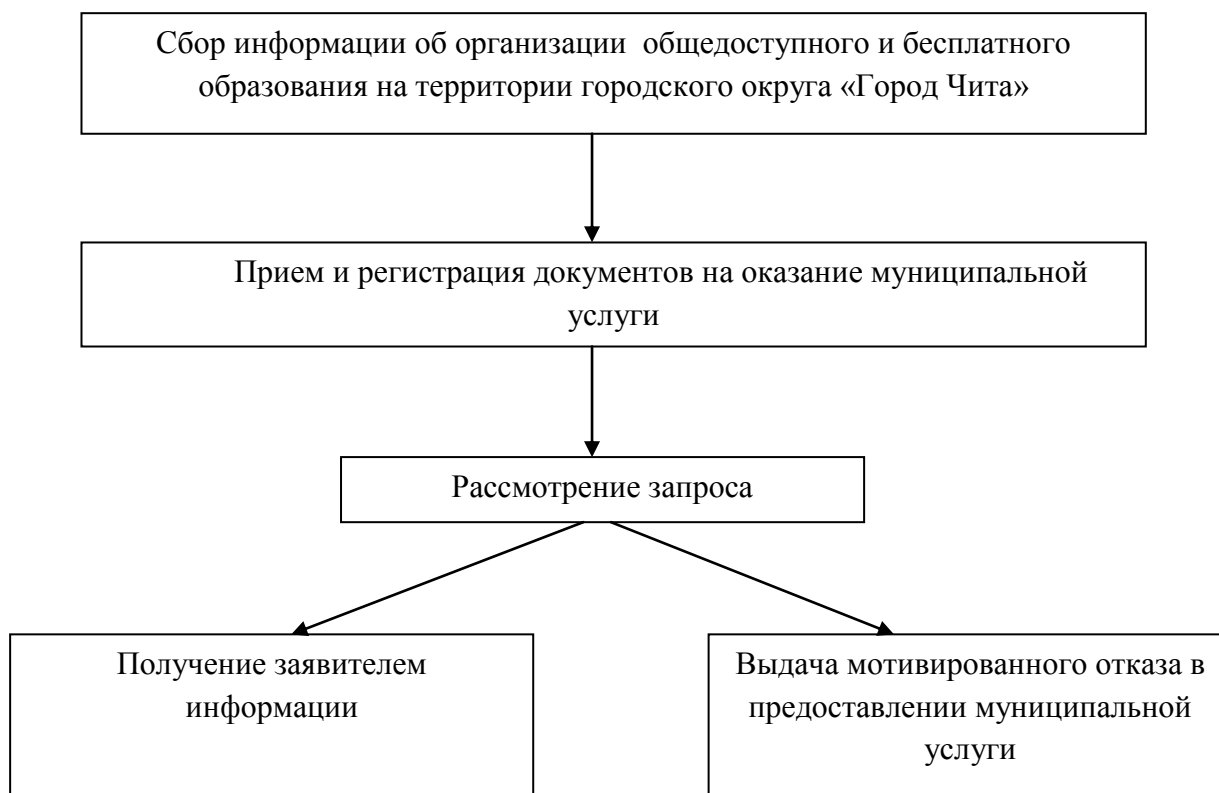 Сбор информации об организации общедоступного и бесплатного
образования на территории городского округа «Город Чита»
Прием и регистрация документов на оказание муниципальной
услуги
Рассмотрение запроса
Получение заявителем
информации
Выдача мотивированного отказа в
предоставлении муниципальной
услуги